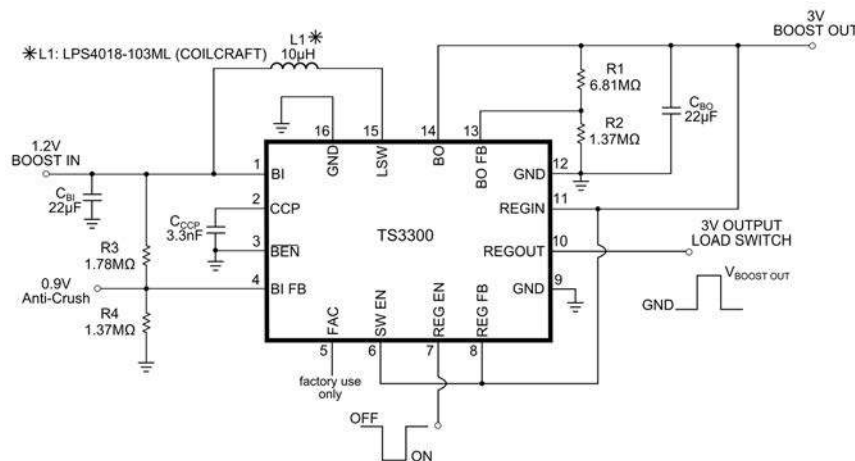 ✳L1: LPS4018-103ML (COILCRAFT)
L1✳
10µH
3V
BOOST OUT
R1
6.81MΩ
R2
1.37MΩ
CBO
22µF
16
15
14
13
GND
LSW
BO
BO FB
1.2V
BOOST IN
CBI
22µF
1
BI
GND
12
2
CCP
REGIN
11
CCCP
3.3nF
TS3300
R3
1.78MΩ
3
BEN
REGOUT
10
3V OUTPUT
LOAD SWITCH
0.9V
Anti-Crush
4
BI FB
GND
9
VBOOST OUT
GND
R4
1.37MΩ
FAC
SW EN
REG EN
REG FB
5
6
7
8
factory use
only
OFF
ON